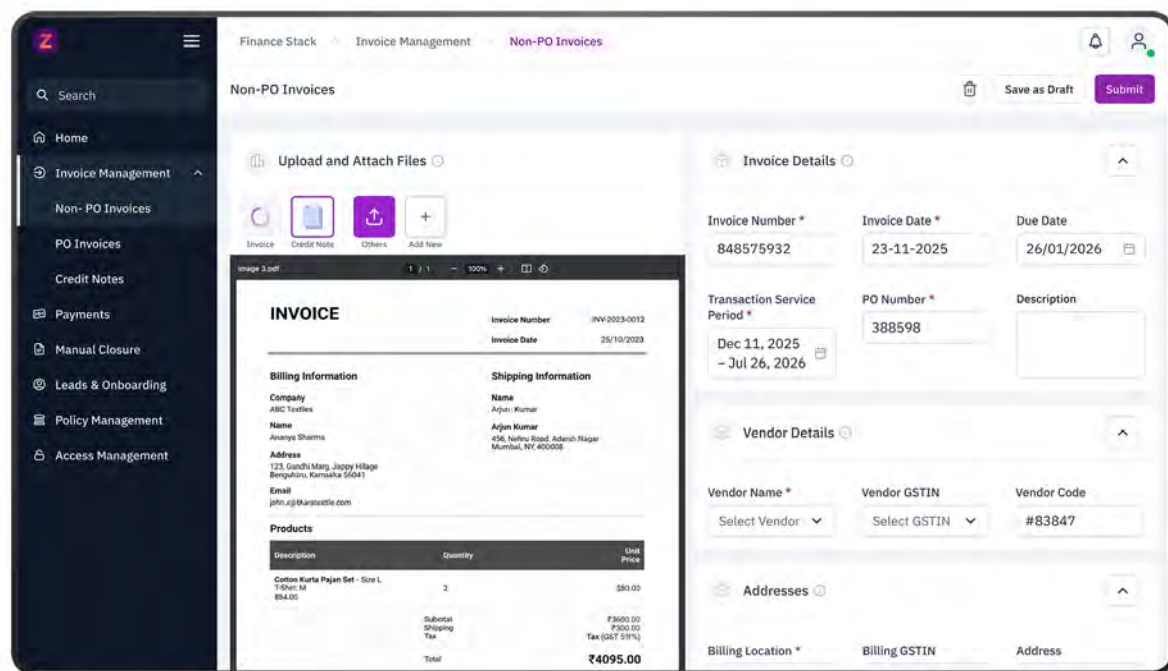 Z
Finance Stack
Invoice Management
Non-PO Invoices
Search
Home
Invoice Management
Non- PO Invoices
PO Invoices
Credit Notes
Payments
Manual Closure
Leads & Onboarding
Policy Management
Access Management
Non-PO Invoices
Save as Draft
Submit
Upload and Attach Files
Invoice
Credit Note
Others
Add New
image 3.pdf
1 / 1 − 100% +
INVOICE
Invoice Number INV-2023-0012
Invoice Date 25/10/2023
Billing Information
Company
ABC Textiles
Name
Ananya Sharma
Address
123, Gandhi Marg, Jappy Hilage
Bengulciru, Karnaaka 56041
Email
Shipping Information
Name
Arjun Kumar
Arjun Kumar
456, Nehru Road, Adarsh Nagar
Mumbai, NY, 400008
Products
Description Quantity Unit Price
Cotton Kurta Pajan Set - Size L
T-Shirt: M 2 $80.00
Subotal ₹3600.00
Shipping ₹300.00
Tax Tax (GST
Total ₹4095.00
Invoice Details
Invoice Number * Invoice Date * Due Date
848575932 23-11-2025 26/01/2026
Transaction Service Period * PO Number * Description
Dec 11, 2025
– Jul 26, 2026
388598
Vendor Details
Vendor Name * Vendor GSTIN Vendor Code
Select Vendor Select GSTIN #83847
Addresses
Billing Location * Billing GSTIN Address